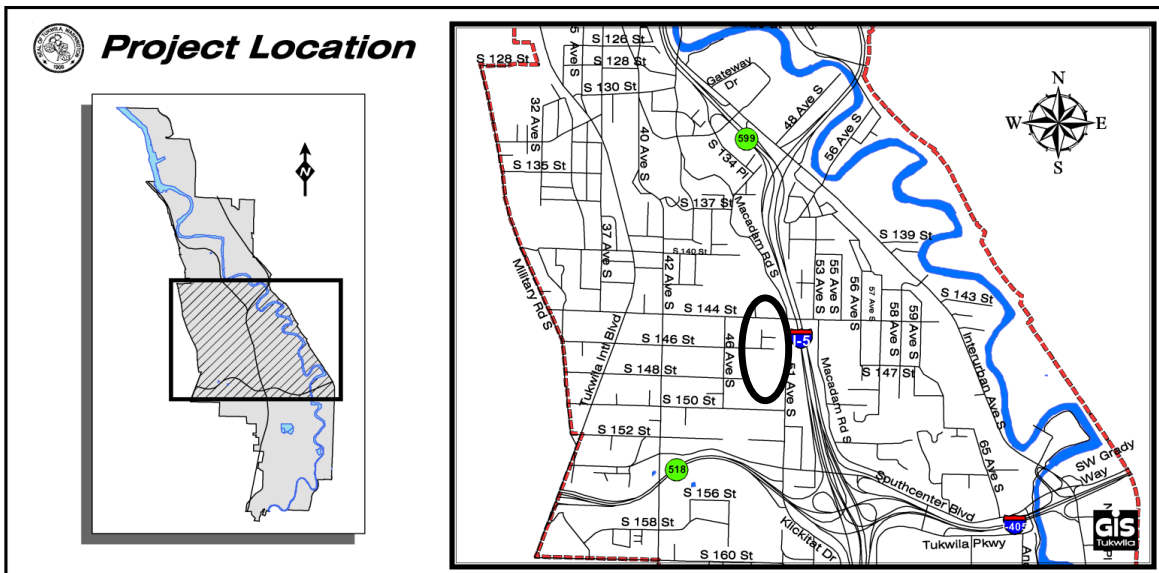 SEAL OF TUKWILA, WASHINGTON
1908
Project Location
N
S 126 St
S 128 St
S 128 St
S 130 St
Gateway
Dr
32 Ave S
40 Ave S
48 Ave S
56 Ave S
599
S 134 Pl
S 135 St
S 137 St
Macadam Rd S
N
W
E
S
37 Ave S
42 Ave S
S 140 St
S 139 St
Military Rd S
53 Ave S
55 Ave S
56 Ave S
57 Ave S
58 Ave S
59 Ave S
S 143 St
S 144 St
Tukwila Intl Blvd
S 146 St
46 Ave S
I-5
51 Ave S
Macadam Rd S
S 147 St
Interurban Ave S
S 148 St
S 150 St
S 152 St
65 Ave S
SW Grady
Way
518
S 156 St
Southcenter Blvd
S 158 St
Klickitat Dr
Tukwila Pkwy
-405
S 160 St
GIS
Tukwila